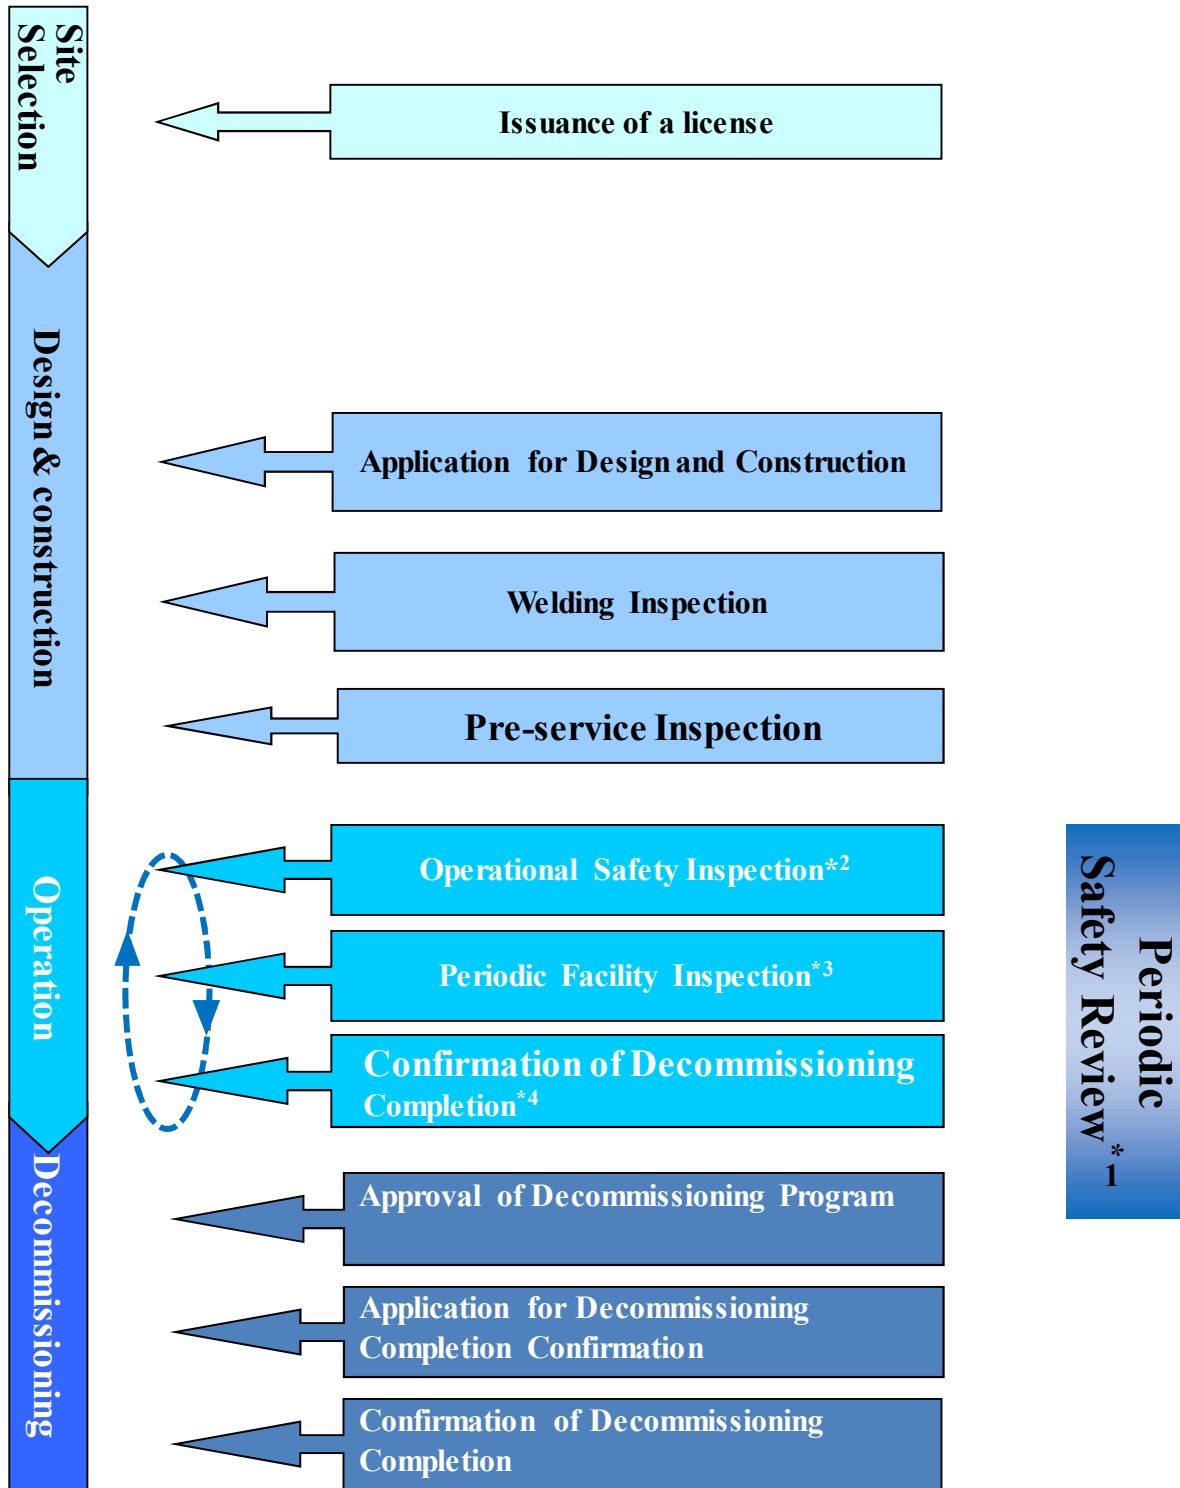 Site
Selection
Issuance of a license
Design & construction
Application for Design and Construction
Welding Inspection
Pre-service Inspection
Operation
Operational Safety Inspection*2
Periodic Facility Inspection*3
Confirmation of Decommissioning
Completion*4
Periodic
Safety Review*1
Decommissioning
Approval of Decommissioning Program
Application for Decommissioning
Completion Confirmation
Confirmation of Decommissioning
Completion